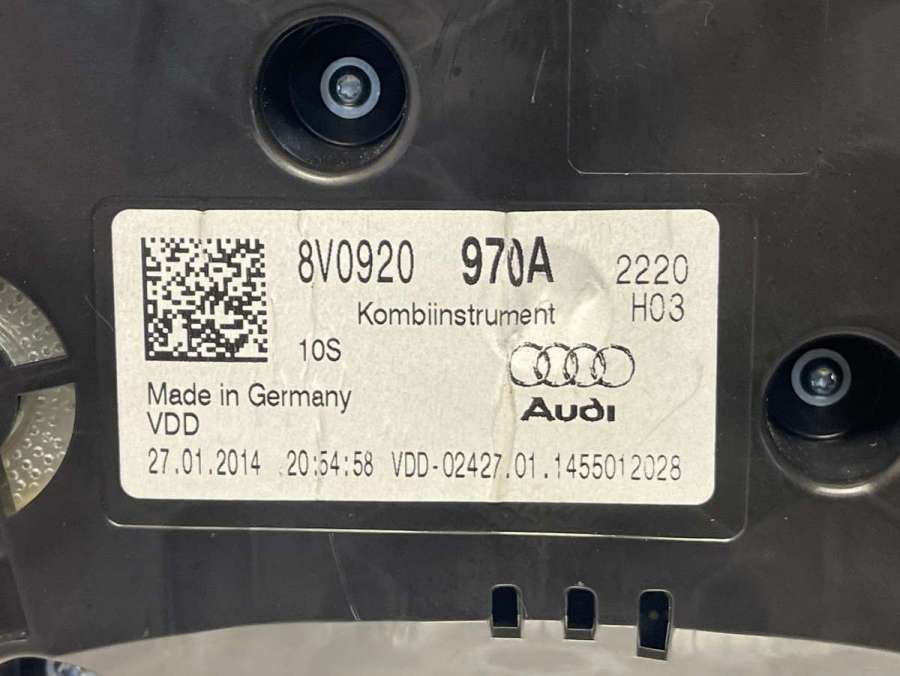 8V0920 970A 2220
Kombiinstrument H03
10S
Audi
Made in Germany
VDD
27.01.2014 20:54:58 VDD-02427.01.1455012028